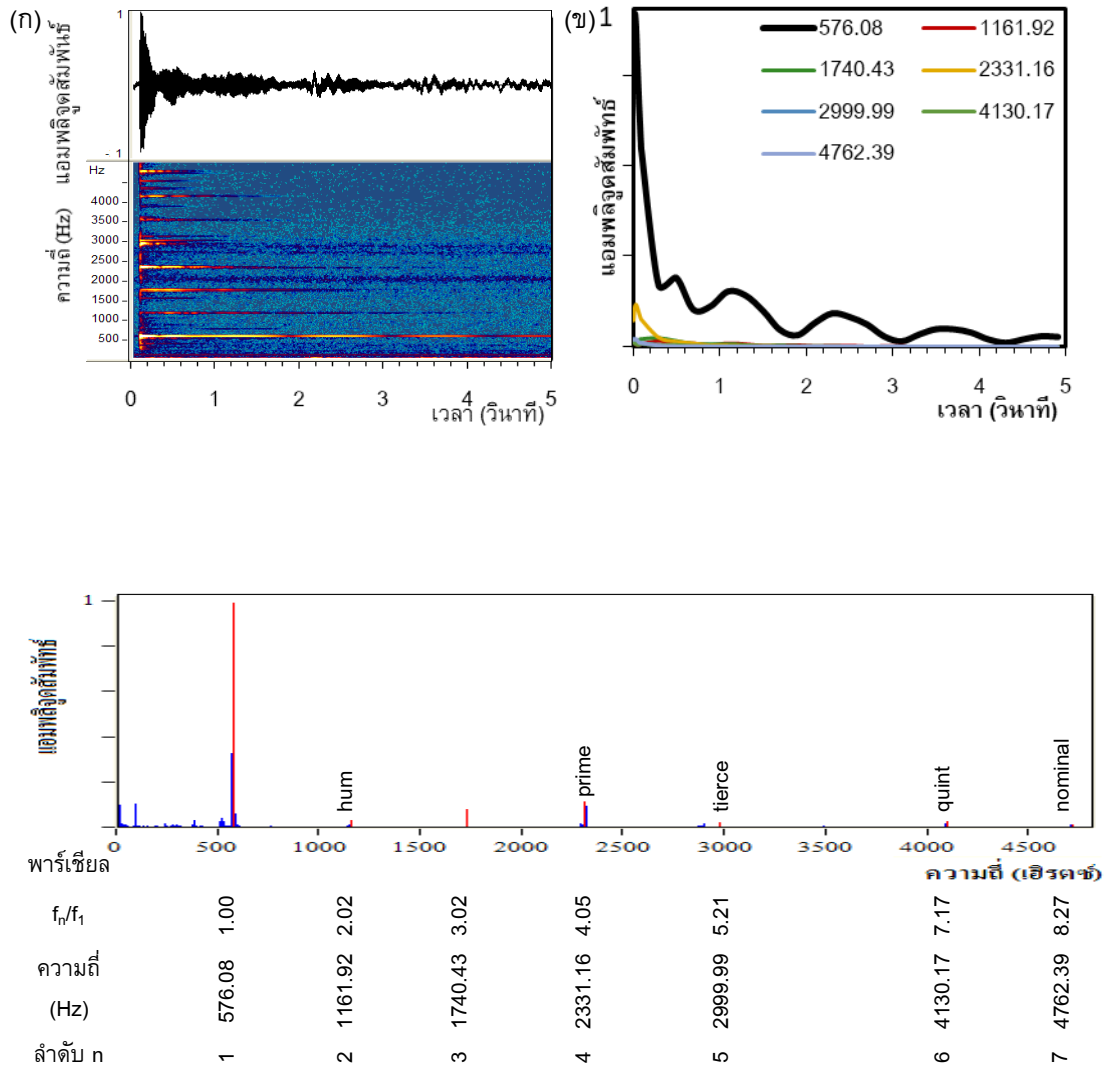 (ก)
แอมพลิจูดสัมพันธ์
1
- 1
Hz
4000
3500
3000
2500
2000
1500
1000
500
ความถี่ (Hz)
0 1 2 3 4 5
เวลา (วินาที)
(ข)
1
แอมพลิจูดสัมพัทธ์
576.08 1161.92
1740.43 2331.16
2999.99 4130.17
4762.39
0 1 2 3 4 5
เวลา (วินาที)
1
แอมพลิจูดสัมพัทธ์
hum prime tierce quint nominal
0 500 1000 1500 2000 2500 3000 3500 4000 4500
ความถี่ (เฮิรตซ์)
พาร์เชียล
fn/f1 1.00 2.02 3.02 4.05 5.21 7.17 8.27
ความถี่
(Hz) 576.08 1161.92 1740.43 2331.16 2999.99 4130.17 4762.39
ลำดับ n 1 2 3 4 5 6 7